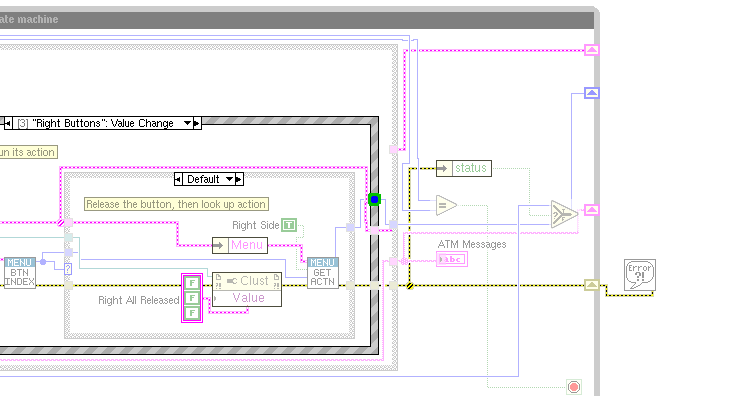 ate machine
[3] "Right Buttons": Value Change
un its action
Default
status
Release the button, then look up action
=
Right Side
T
Menu
ATM Messages
abc
MENU
BTN
INDEX
?
MENU
GET
ACTN
Clust
Value
Right All Released
F
F
F
Error
?!
T
F